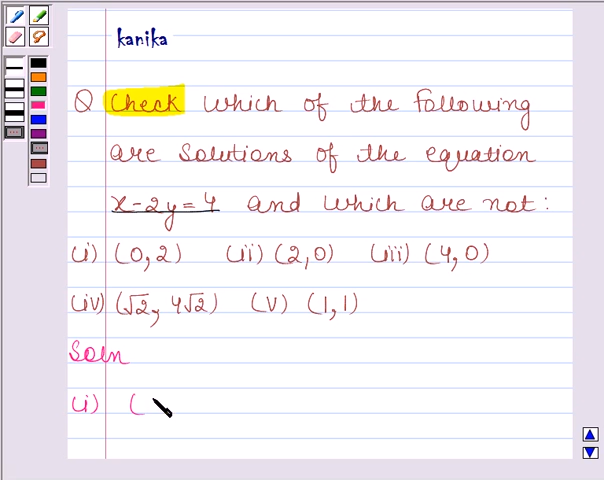 kanika
Q Check which of the following
are solutions of the equation
x-2y=4 and which are not:
(i) (0,2) (ii) (2,0) (iii) (4,0)
(iv) (√2, 4√2) (v) (1,1)
Soln
(i) (